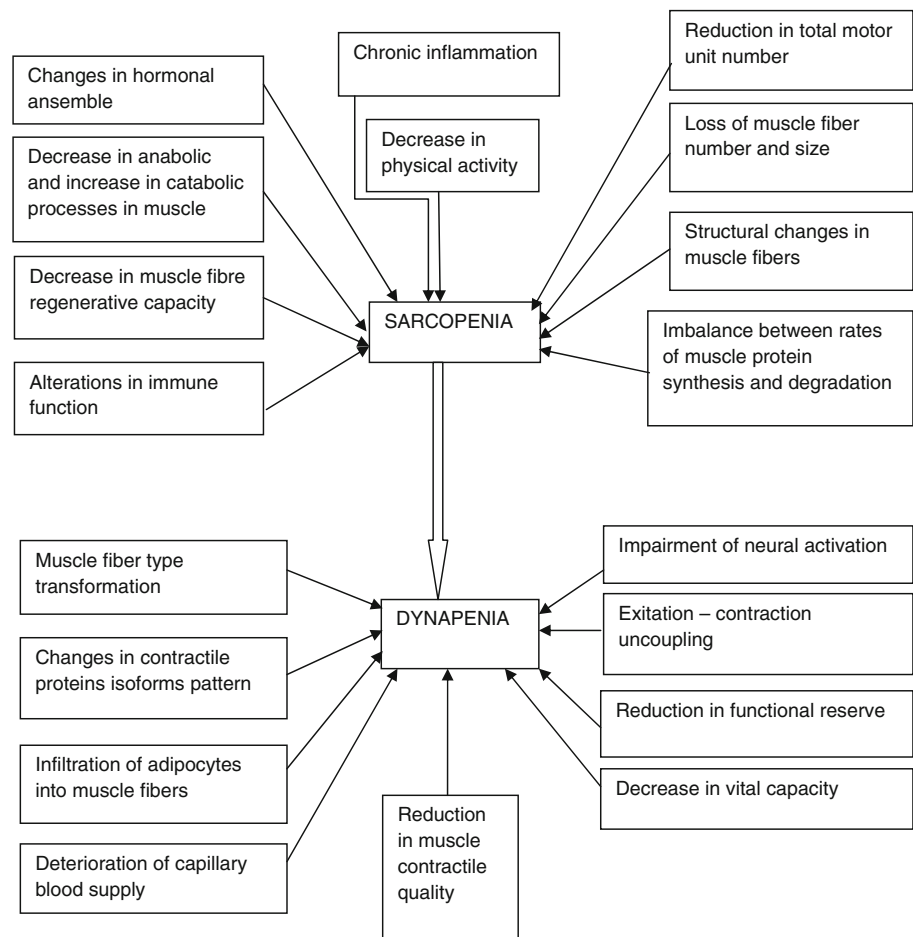 Chronic inflammation
Reduction in total motor
unit number
Changes in hormonal
ansemble
Decrease in
physical activity
Loss of muscle fiber
number and size
Decrease in anabolic
and increase in catabolic
processes in muscle
Structural changes in
muscle fibers
Decrease in muscle fibre
regenerative capacity
SARCOPENIA
Imbalance between rates
of muscle protein
synthesis and degradation
Alterations in immune
function
Muscle fiber type
transformation
Impairment of neural activation
DYNAPENIA
Exitation – contraction
uncoupling
Changes in contractile
proteins isoforms pattern
Reduction in functional reserve
Infiltration of adipocytes
into muscle fibers
Decrease in vital capacity
Reduction
in muscle
contractile
quality
Deterioration of capillary
blood supply